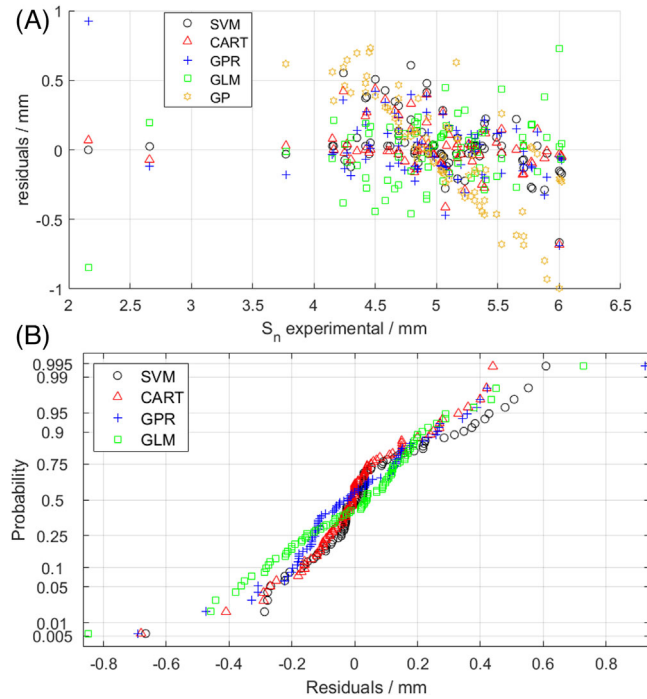 (A)
SVM
CART
GPR
GLM
GP
1
0.5
0
-0.5
-1
residuals / mm
2 2.5 3 3.5 4 4.5 5 5.5 6 6.5
S_n experimental / mm
(B)
SVM
CART
GPR
GLM
0.995
0.99
0.95
0.9
0.75
0.5
0.25
0.1
0.05
0.01
0.005
Probability
-0.8 -0.6 -0.4 -0.2 0 0.2 0.4 0.6 0.8
Residuals / mm